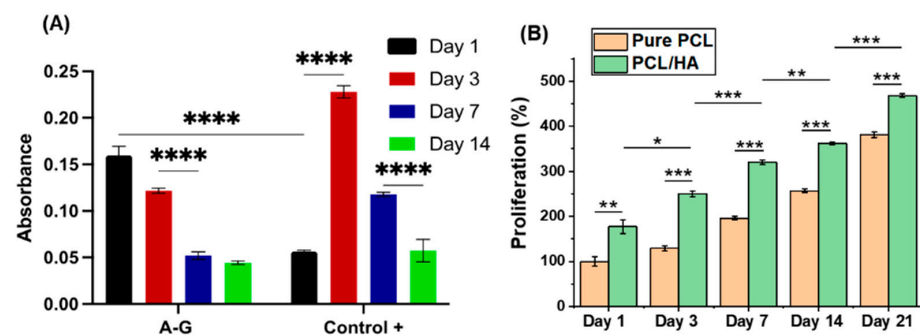 (A)
Absorbance
0.25
0.20
0.15
0.10
0.05
0.00
****
****
****
****
Day 1
Day 3
Day 7
Day 14
A-G
Control +
(B)
Proliferation (%)
500
400
300
200
100
0
Pure PCL
PCL/HA
**
*
***
***
***
**
***
***
***
Day 1
Day 3
Day 7
Day 14
Day 21